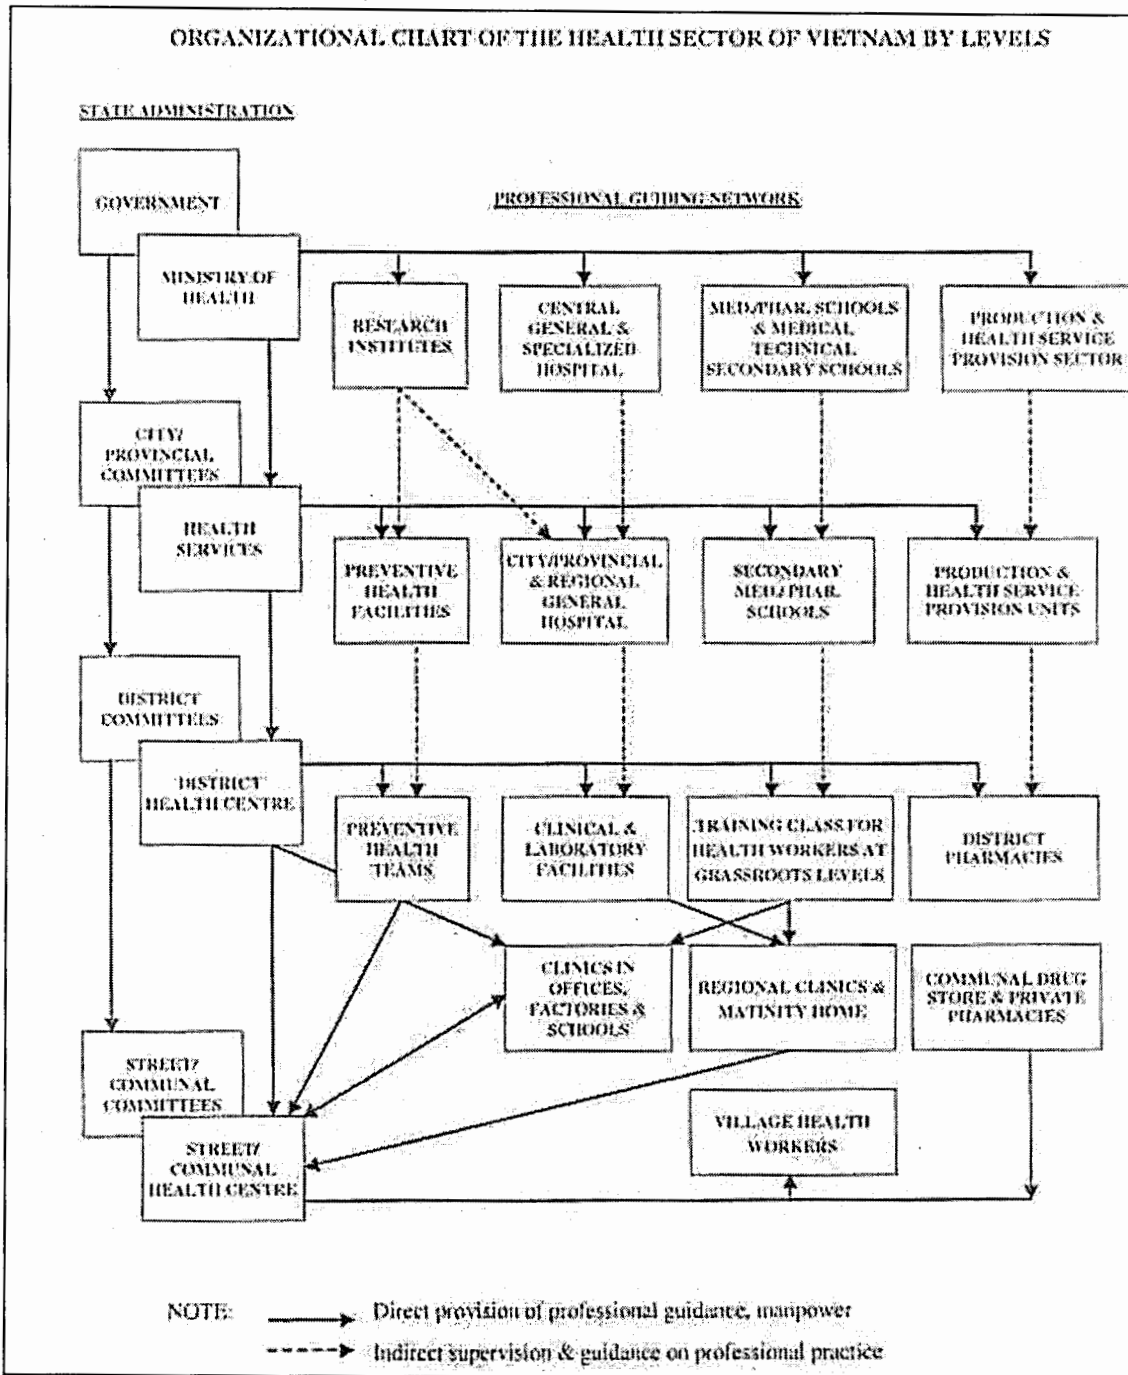 ORGANIZATIONAL CHART OF THE HEALTH SECTOR OF VIETNAM BY LEVELS
STATE ADMINISTRATION
GOVERNMENT
PROFESSIONAL GUIDING NETWORK
MINISTRY OF
HEALTH
RESEARCH
INSTITUTES
CENTRAL
GENERAL &
SPECIALIZED
HOSPITAL
MED./PHAR. SCHOOLS
& MEDICAL
TECHNICAL
SECONDARY SCHOOLS
PRODUCTION &
HEALTH SERVICE
PROVISION SECTOR
CITY/
PROVINCIAL
COMMITTEES
HEALTH
SERVICES
PREVENTIVE
HEALTH
FACILITIES
CITY/PROVINCIAL
& REGIONAL
GENERAL
HOSPITAL
SECONDARY
MED./PHAR.
SCHOOLS
PRODUCTION &
HEALTH SERVICE
PROVISION UNITS
DISTRICT
COMMITTEES
DISTRICT
HEALTH CENTRE
PREVENTIVE
HEALTH
TEAMS
CLINICAL &
LABORATORY
FACILITIES
TRAINING CLASS FOR
HEALTH WORKERS AT
GRASSROOTS LEVELS
DISTRICT
PHARMACIES
CLINICS IN
OFFICES,
FACTORIES &
SCHOOLS
REGIONAL CLINICS &
MATINITY HOME
COMMUNAL DRUG
STORE & PRIVATE
PHARMACIES
STREET/
COMMUNAL
COMMITTEES
STREET/
COMMUNAL
HEALTH CENTRE
VILLAGE HEALTH
WORKERS
NOTE:
Direct provision of professional guidance, manpower
Indirect supervision & guidance on professional practice